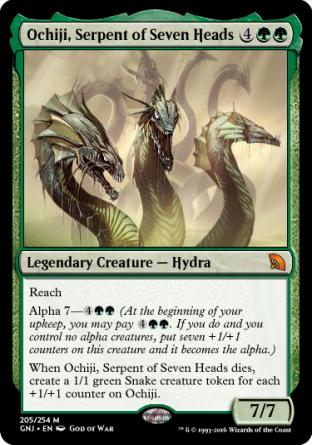 Ochiji, Serpent of Seven Heads 4
Legendary Creature — Hydra
Reach
Alpha 7—4 (At the beginning of your
upkeep, you may pay 4. If you do and you
control no alpha creatures, put seven +1/+1
counters on this creature and it becomes the alpha.)
When Ochiji, Serpent of Seven Heads dies,
create a 1/1 green Snake creature token for each
+1/+1 counter on Ochiji.
7/7
205/254 M
GNJ • EN God of War
™ & © 1993-2016 Wizards of the Coast